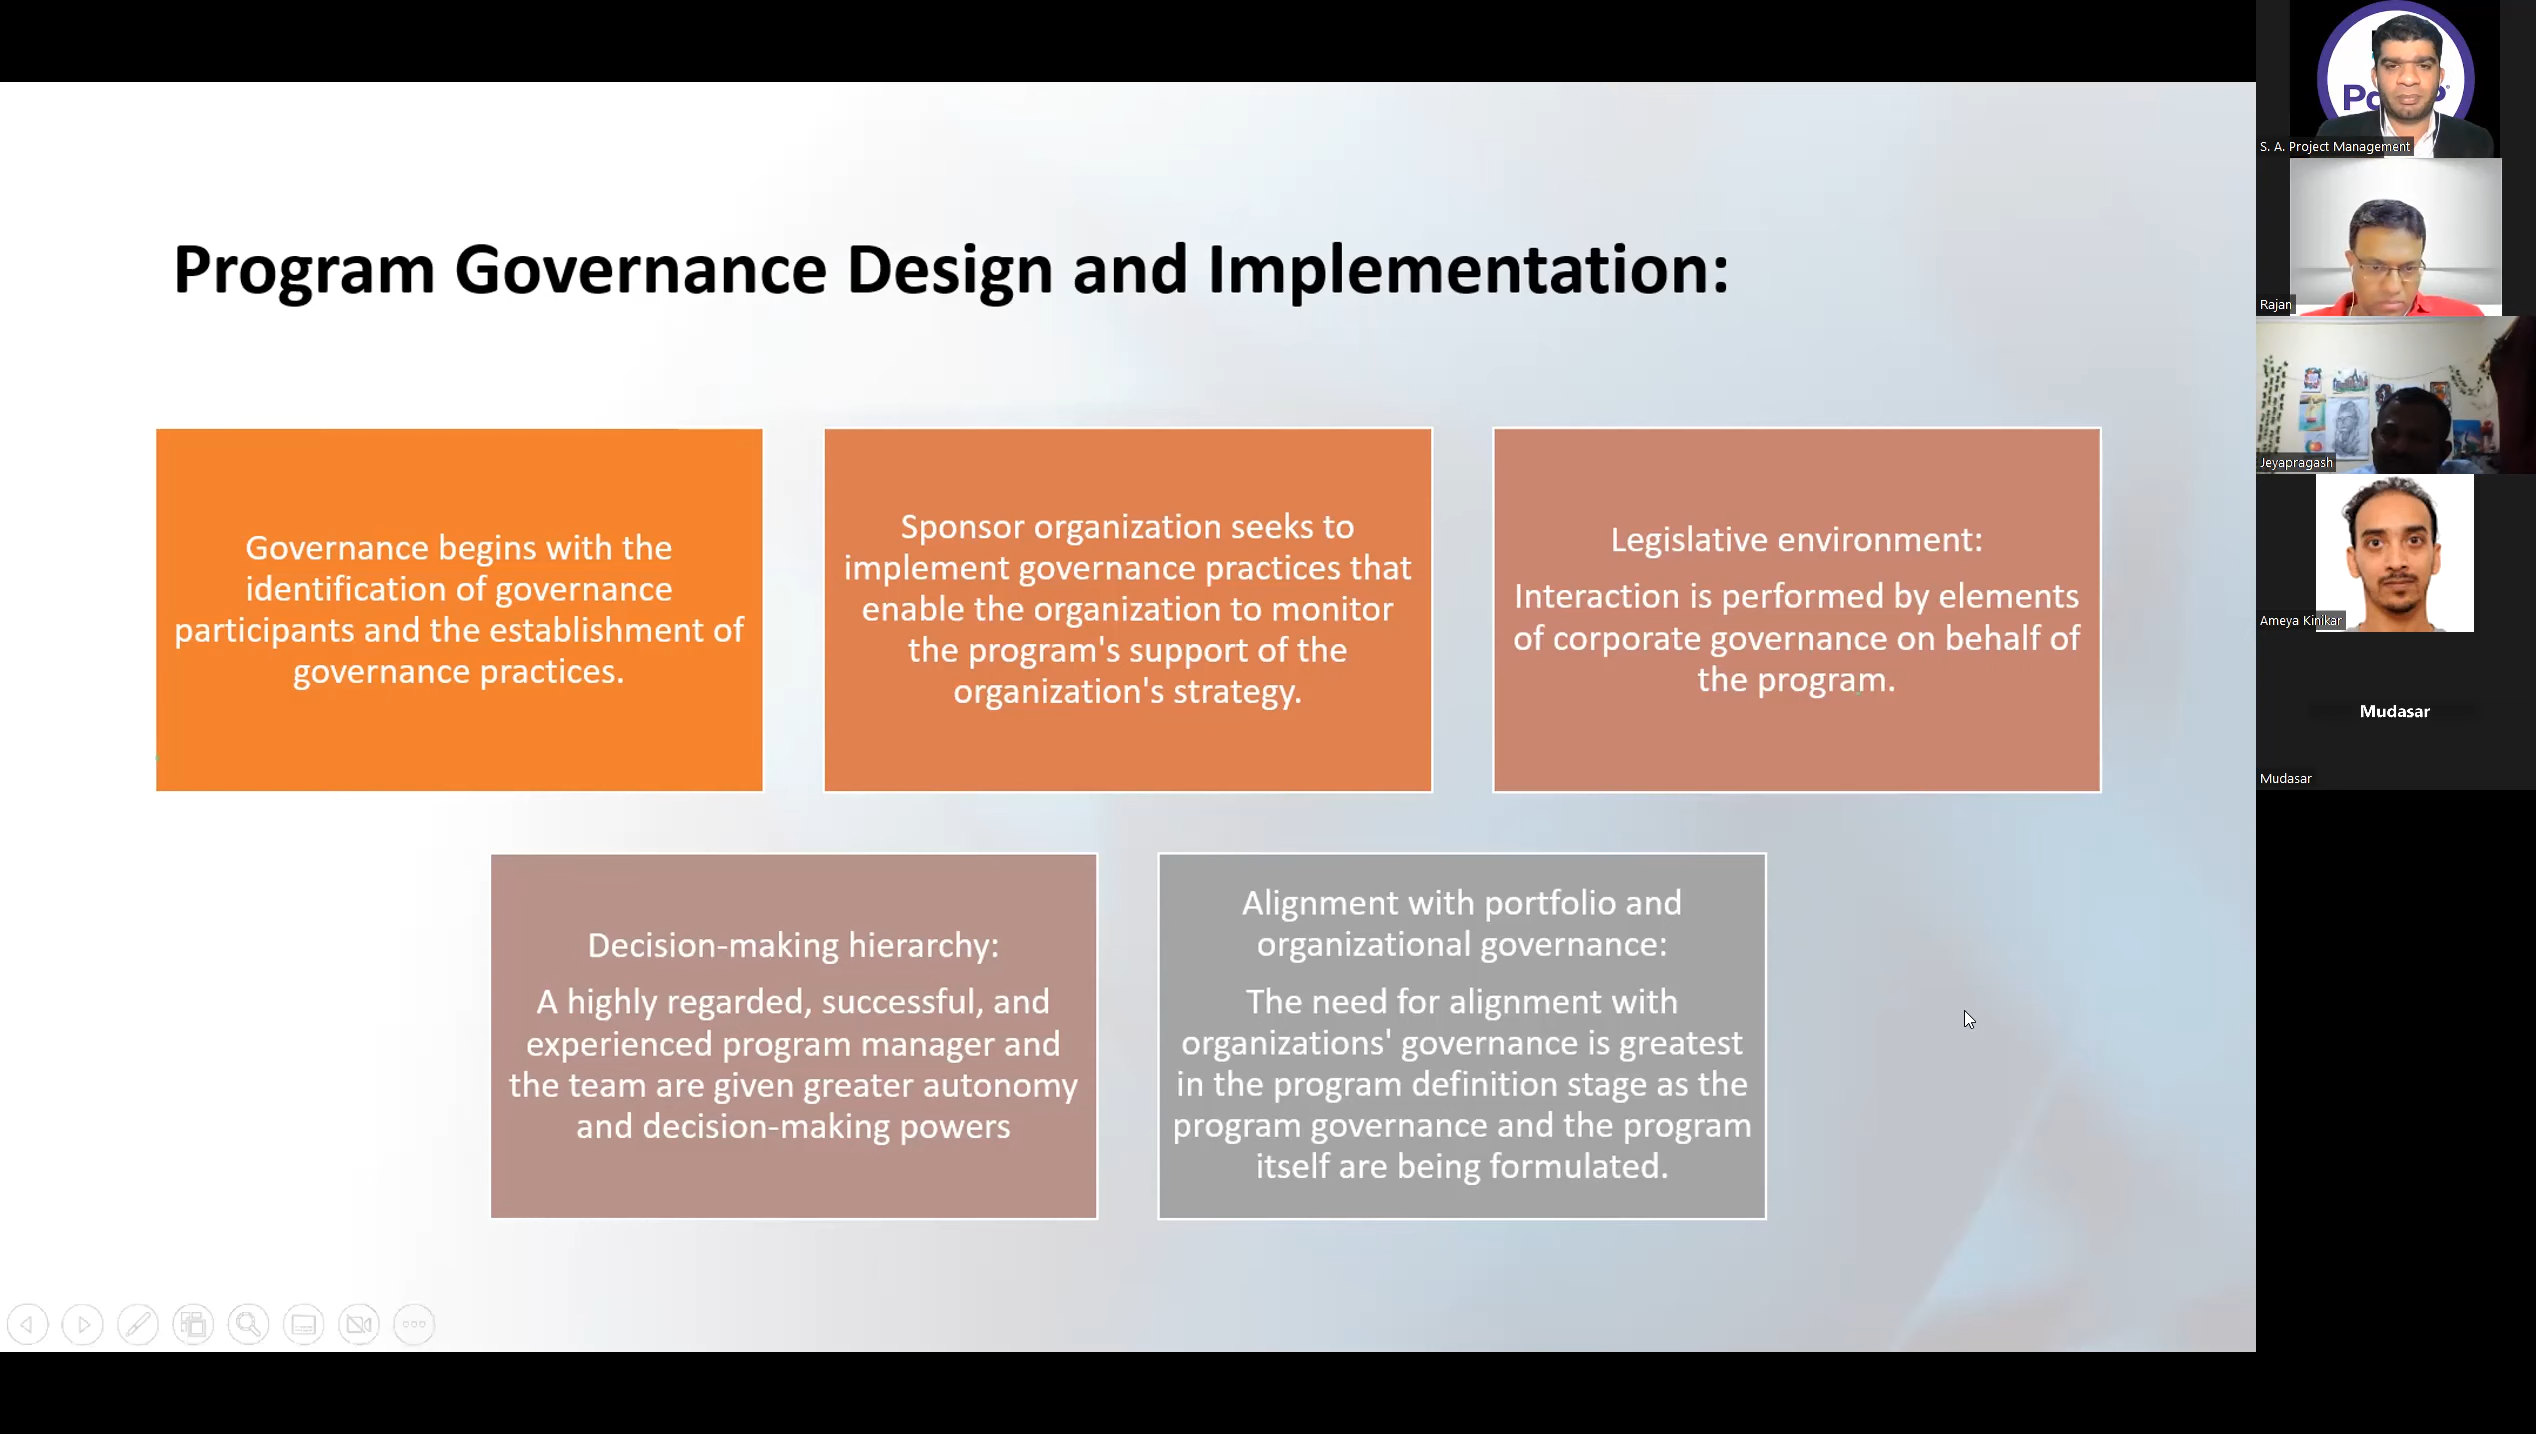 Program Governance Design and Implementation:
Governance begins with the
identification of governance
participants and the establishment of
governance practices.
Sponsor organization seeks to
implement governance practices that
enable the organization to monitor
the program's support of the
organization's strategy.
Legislative environment:
Interaction is performed by elements
of corporate governance on behalf of
the program.
Decision-making hierarchy:
A highly regarded, successful, and
experienced program manager and
the team are given greater autonomy
and decision-making powers
Alignment with portfolio and
organizational governance:
The need for alignment with
organizations' governance is greatest
in the program definition stage as the
program governance and the program
itself are being formulated.
S. A. Project Management
Rajan
Jeyapragash
Ameya Kinikar
Mudasar
Mudasar